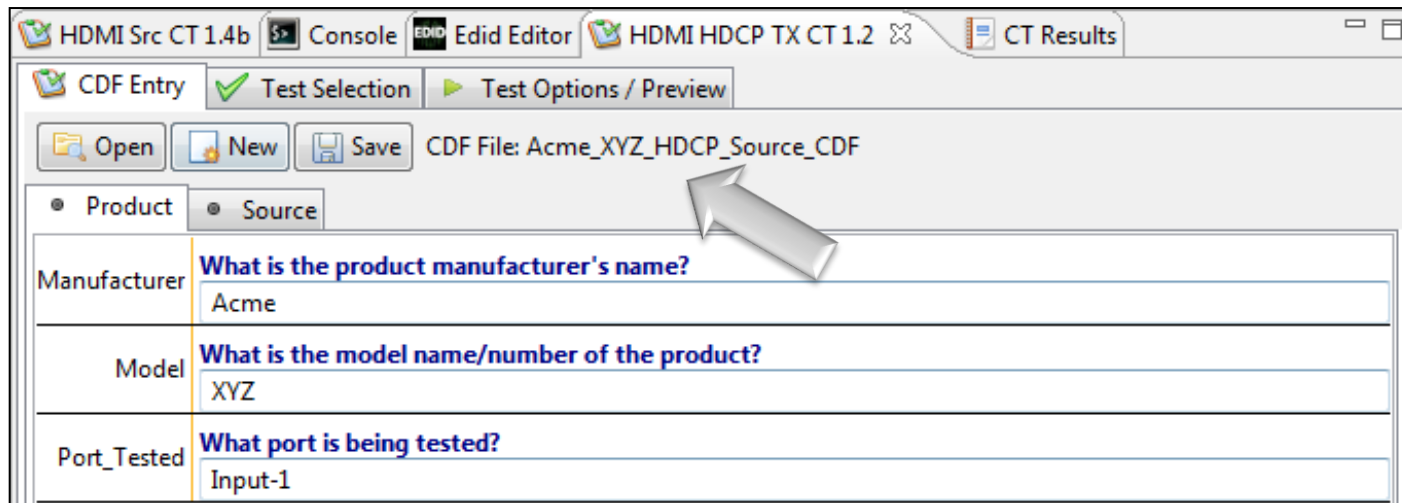 HDMI Src CT 1.4b Console EDID Edid Editor HDMI HDCP TX CT 1.2 CT Results
CDF Entry Test Selection Test Options / Preview
Open New Save CDF File: Acme_XYZ_HDCP_Source_CDF
Product Source
What is the product manufacturer's name?
Manufacturer
Acme
What is the model name/number of the product?
Model
XYZ
What port is being tested?
Port_Tested
Input-1